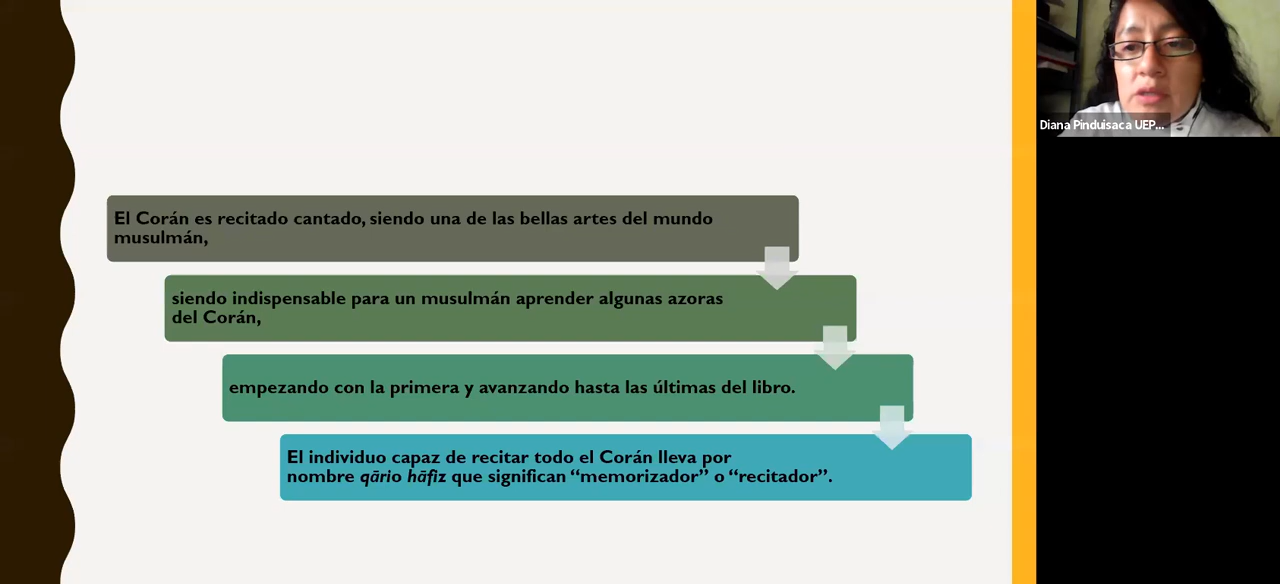 El Corán es recitado cantado, siendo una de las bellas artes del mundo
musulmán,
siendo indispensable para un musulmán aprender algunas azoras
del Corán,
empezando con la primera y avanzando hasta las últimas del libro.
El individuo capaz de recitar todo el Corán lleva por
nombre qārio hāfiz que significan “memorizador” o “recitador”.
Diana Pinduisaca UEP...